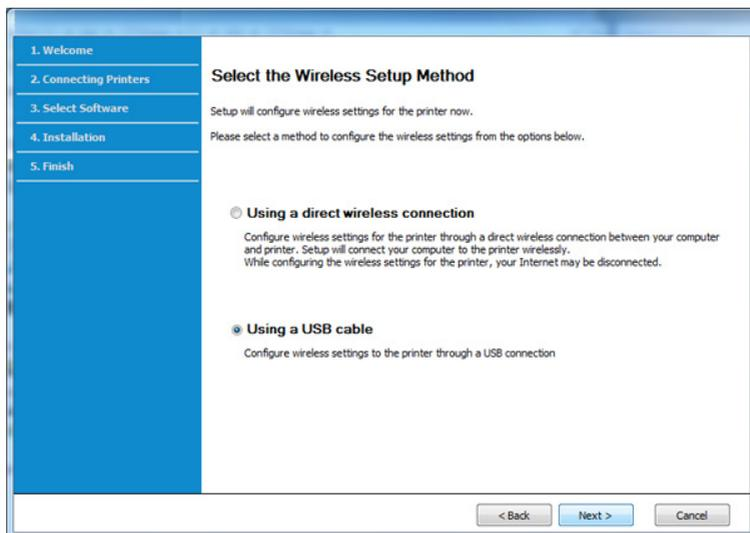 1. Welcome
2. Connecting Printers
3. Select Software
4. Installation
5. Finish
Select the Wireless Setup Method
Setup will configure wireless settings for the printer now.
Please select a method to configure the wireless settings from the options below.
Using a direct wireless connection
Configure wireless settings for the printer through a direct wireless connection between your computer
and printer. Setup will connect your computer to the printer wirelessly.
While configuring the wireless settings for the printer, your Internet may be disconnected.
Using a USB cable
Configure wireless settings to the printer through a USB connection
< Back
Next >
Cancel